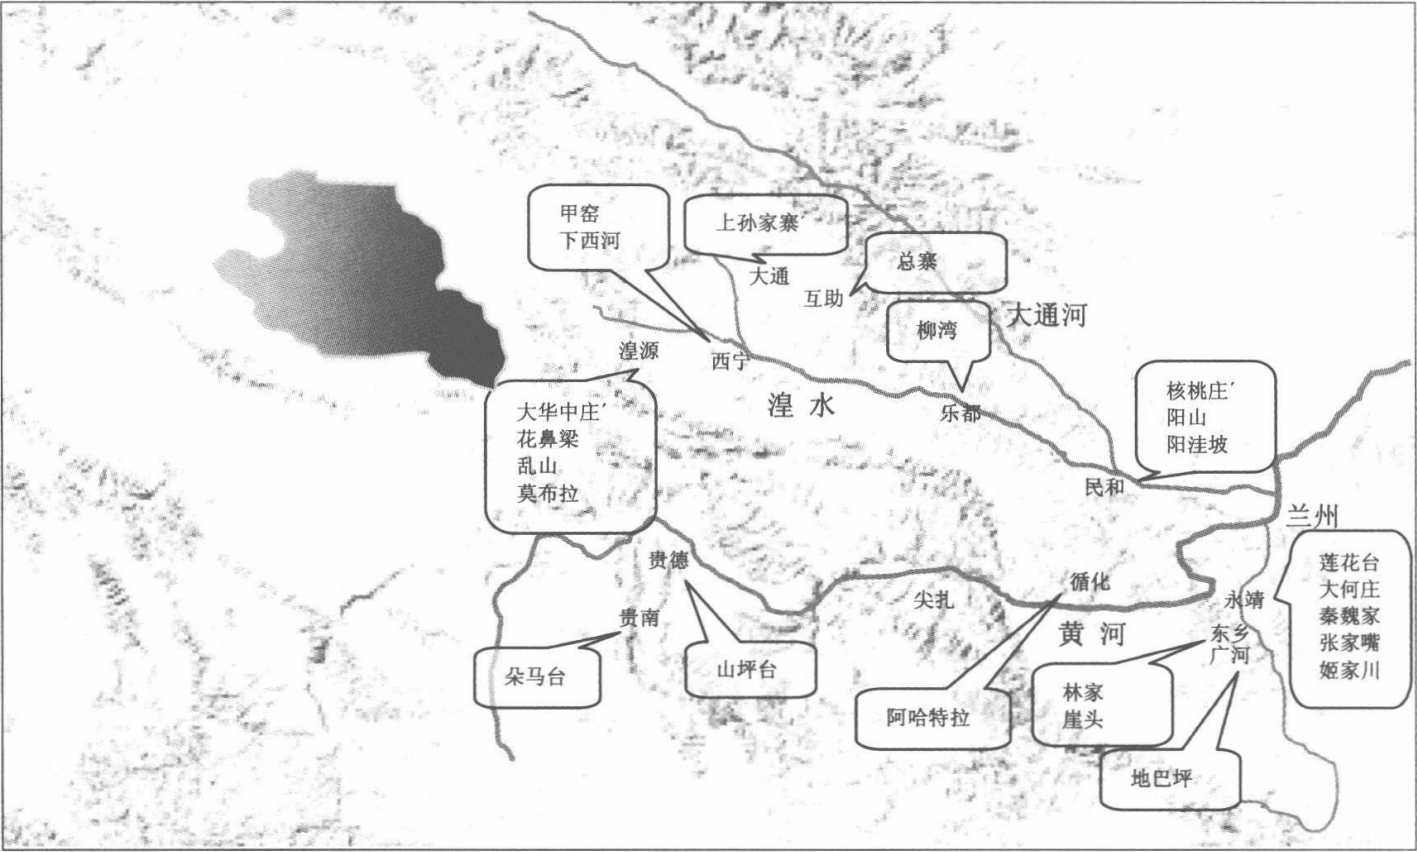 甲窑
下西河
上孙家寨′
总寨
大通
互助
柳湾
大通河
湟源
西宁
湟水
乐都
核桃庄′
阳山
阳洼坡
大华中庄′
花鼻梁
乱山
莫布拉
民和
兰州
贵德
尖扎
循化
永靖
莲花台
大何庄
秦魏家
张家嘴
姬家川
贵南
黄河
东乡
广河
朵马台
山坪台
阿哈特拉
林家
崖头
地巴坪